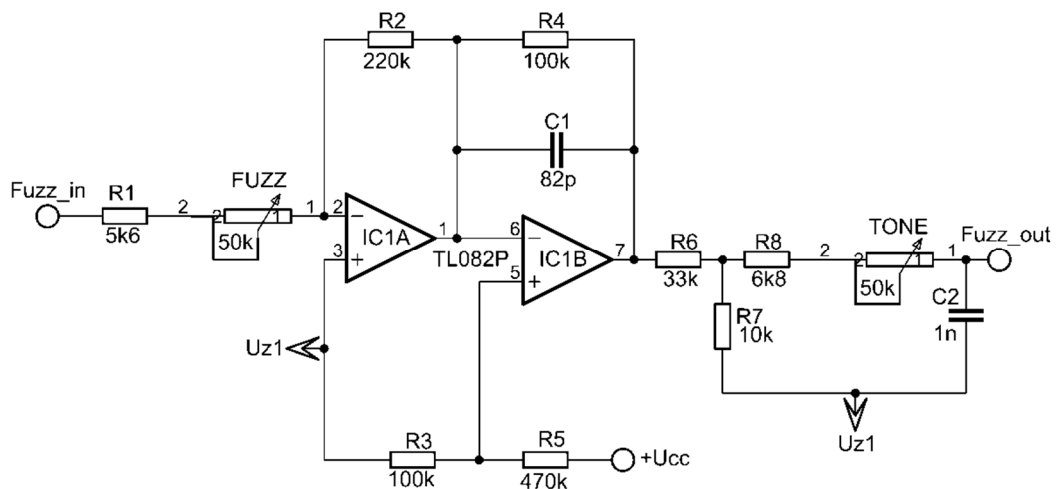 R2
220k
R4
100k
C1
82p
Fuzz_in
R1
5k6
2
FUZZ
2
1
50k
1
2
3
IC1A
1
TL082P
6
5
IC1B
7
R6
33k
R8
6k8
2
TONE
2
1
50k
1
Fuzz_out
C2
1n
R7
10k
Uz1
Uz1
R3
100k
R5
470k
+Ucc